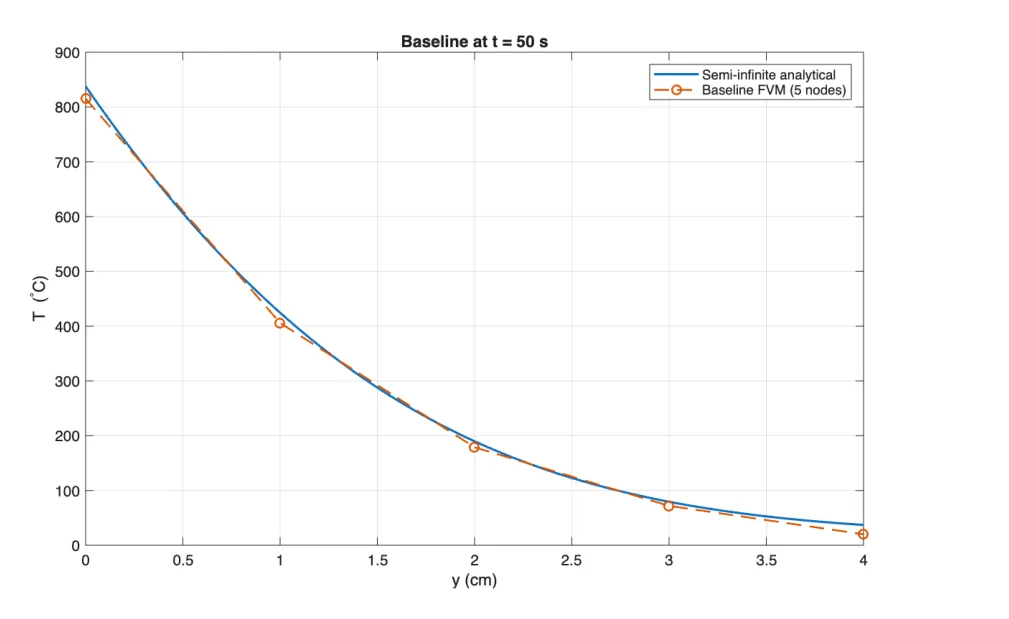 Baseline at t = 50 s
Semi-infinite analytical
Baseline FVM (5 nodes)
900
800
700
600
500
400
300
200
100
0
T (°C)
0 0.5 1 1.5 2 2.5 3 3.5 4
y (cm)